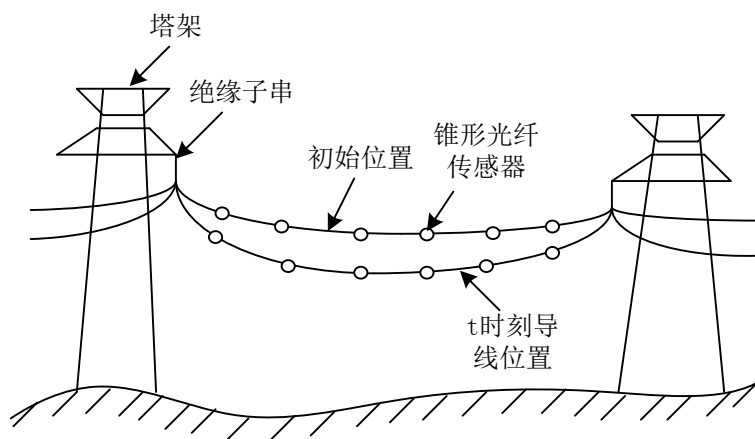 塔架
绝缘子串
初始位置
锥形光纤
传感器
t时刻导
线位置